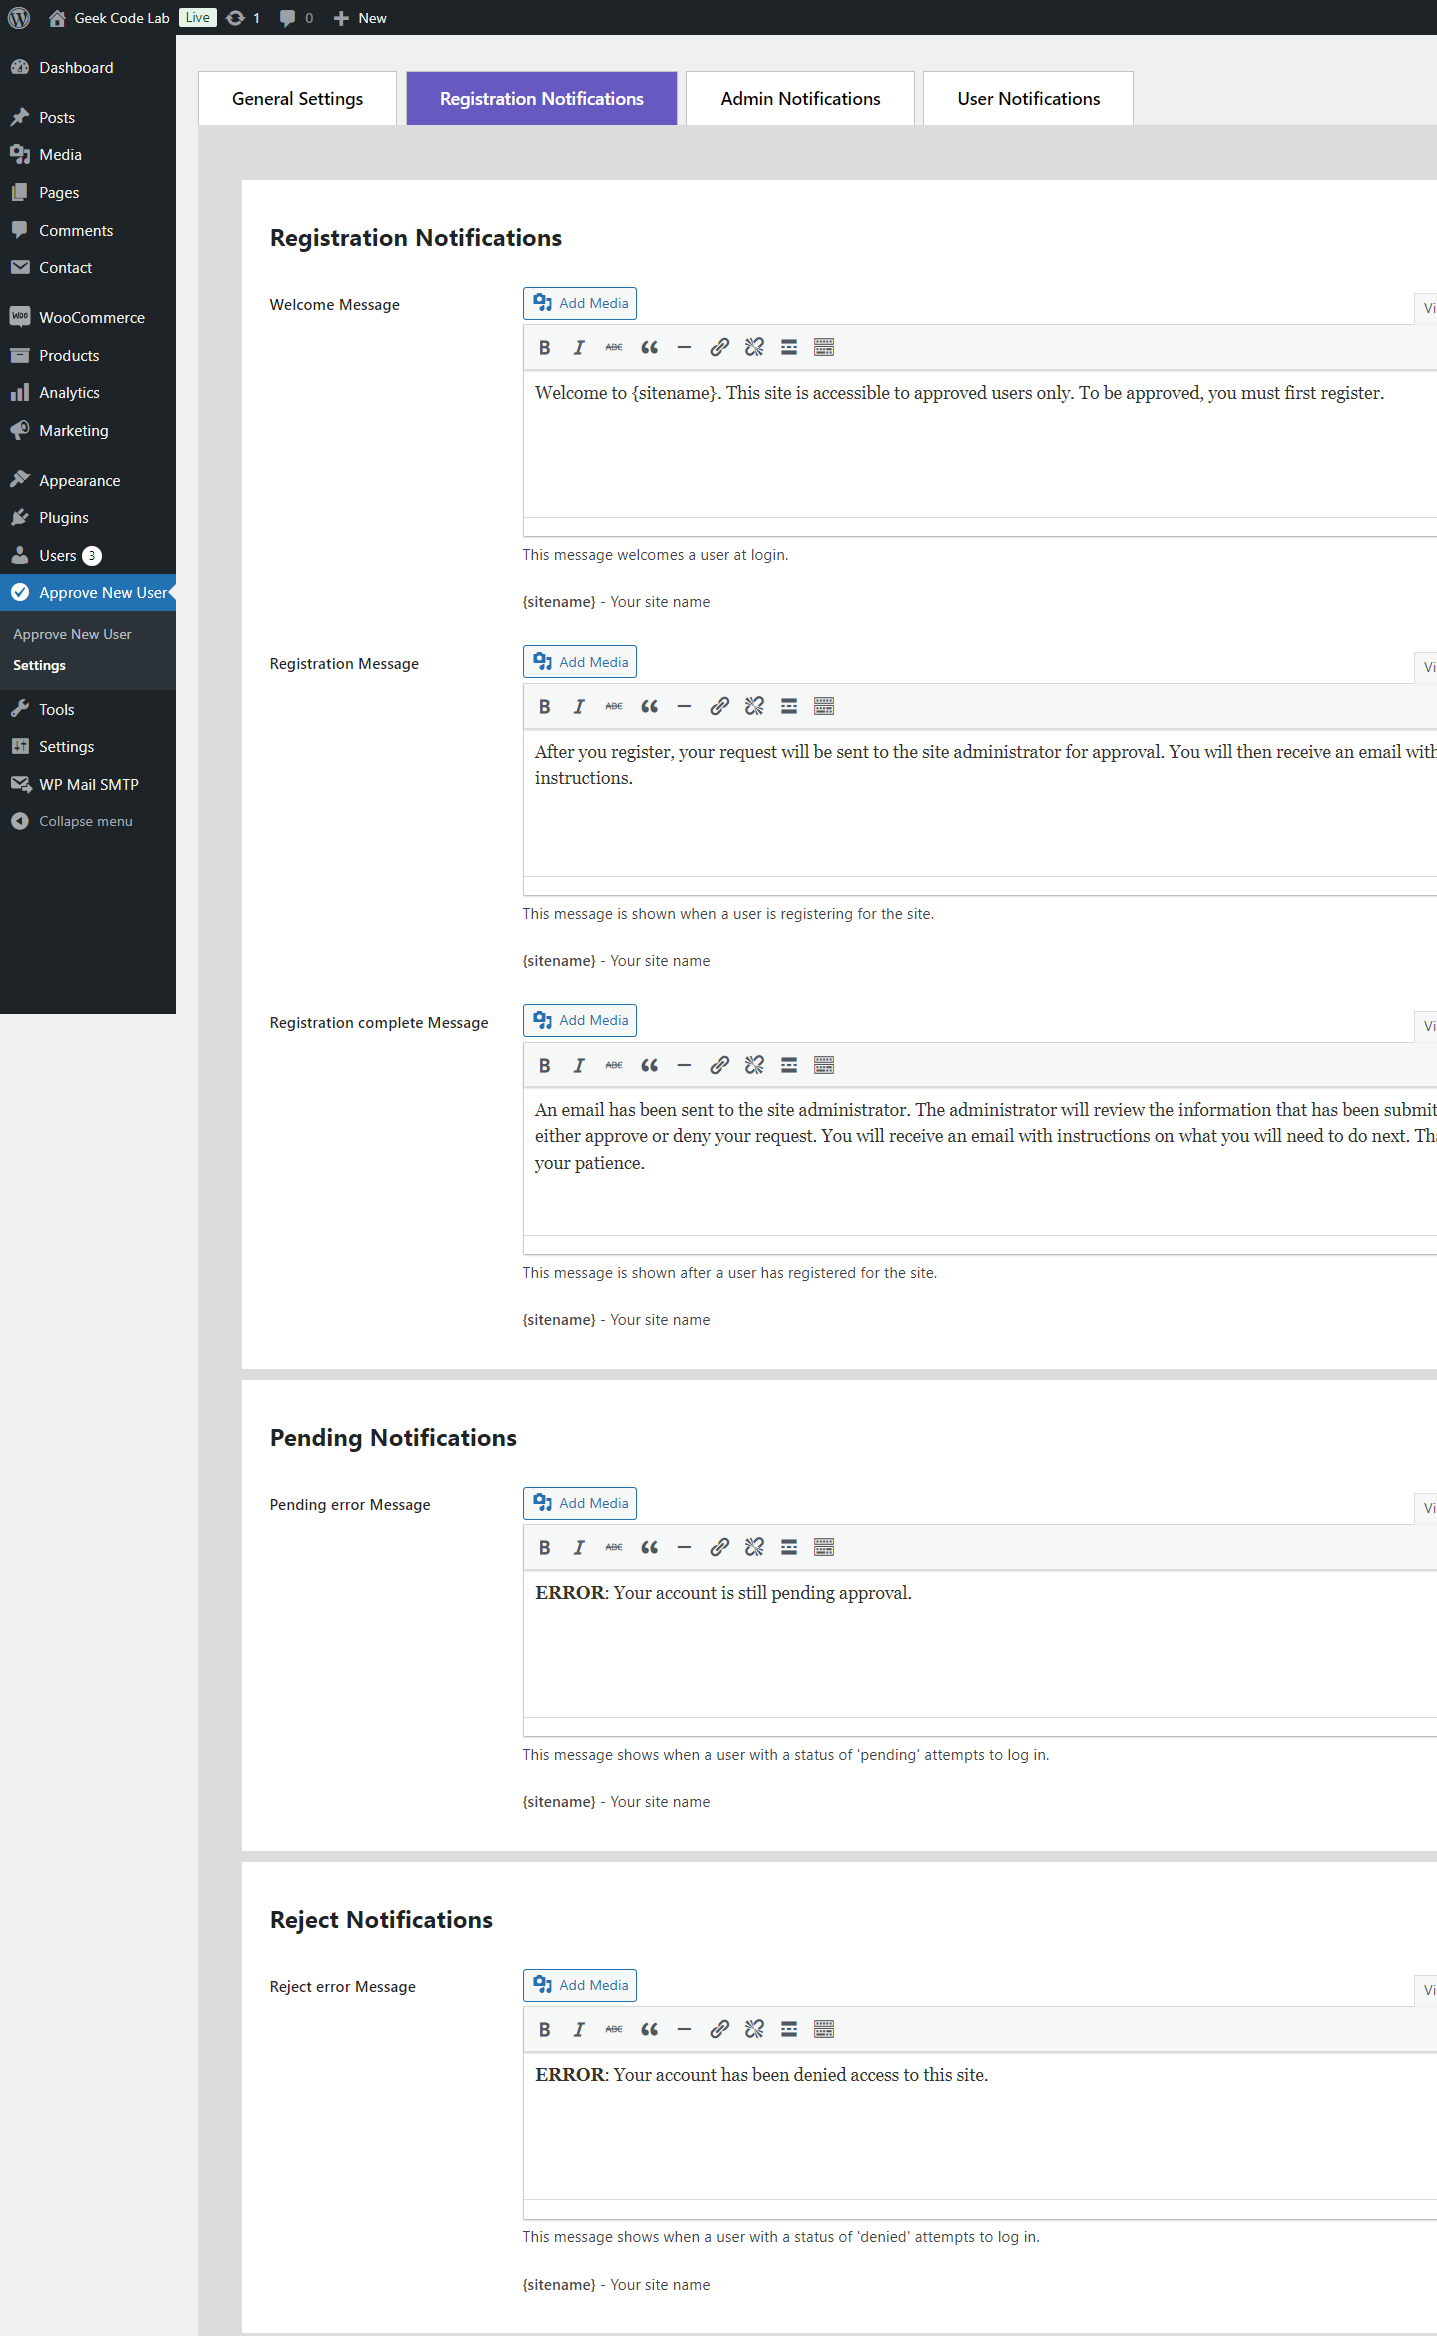 Geek Code Lab Live 1 0 New
Dashboard
Posts
Media
Pages
Comments
Contact
WooCommerce
Products
Analytics
Marketing
Appearance
Plugins
Users 3
Approve New User
Approve New User
Settings
Tools
Settings
WP Mail SMTP
Collapse menu
General Settings Registration Notifications Admin Notifications User Notifications
Registration Notifications
Welcome Message
Add Media
Vi
B I ABC
Welcome to {sitename}. This site is accessible to approved users only. To be approved, you must first register.
This message welcomes a user at login.
{sitename} - Your site name
Registration Message
Add Media
Vi
B I ABC
After you register, your request will be sent to the site administrator for approval. You will then receive an email with
instructions.
This message is shown when a user is registering for the site.
{sitename} - Your site name
Registration complete Message
Add Media
Vi
B I ABC
An email has been sent to the site administrator. The administrator will review the information that has been submit
either approve or deny your request. You will receive an email with instructions on what you will need to do next. Tha
your patience.
This message is shown after a user has registered for the site.
{sitename} - Your site name
Pending Notifications
Pending error Message
Add Media
Vi
B I ABC
ERROR: Your account is still pending approval.
This message shows when a user with a status of 'pending' attempts to log in.
{sitename} - Your site name
Reject Notifications
Reject error Message
Add Media
Vi
B I ABC
ERROR: Your account has been denied access to this site.
This message shows when a user with a status of 'denied' attempts to log in.
{sitename} - Your site name